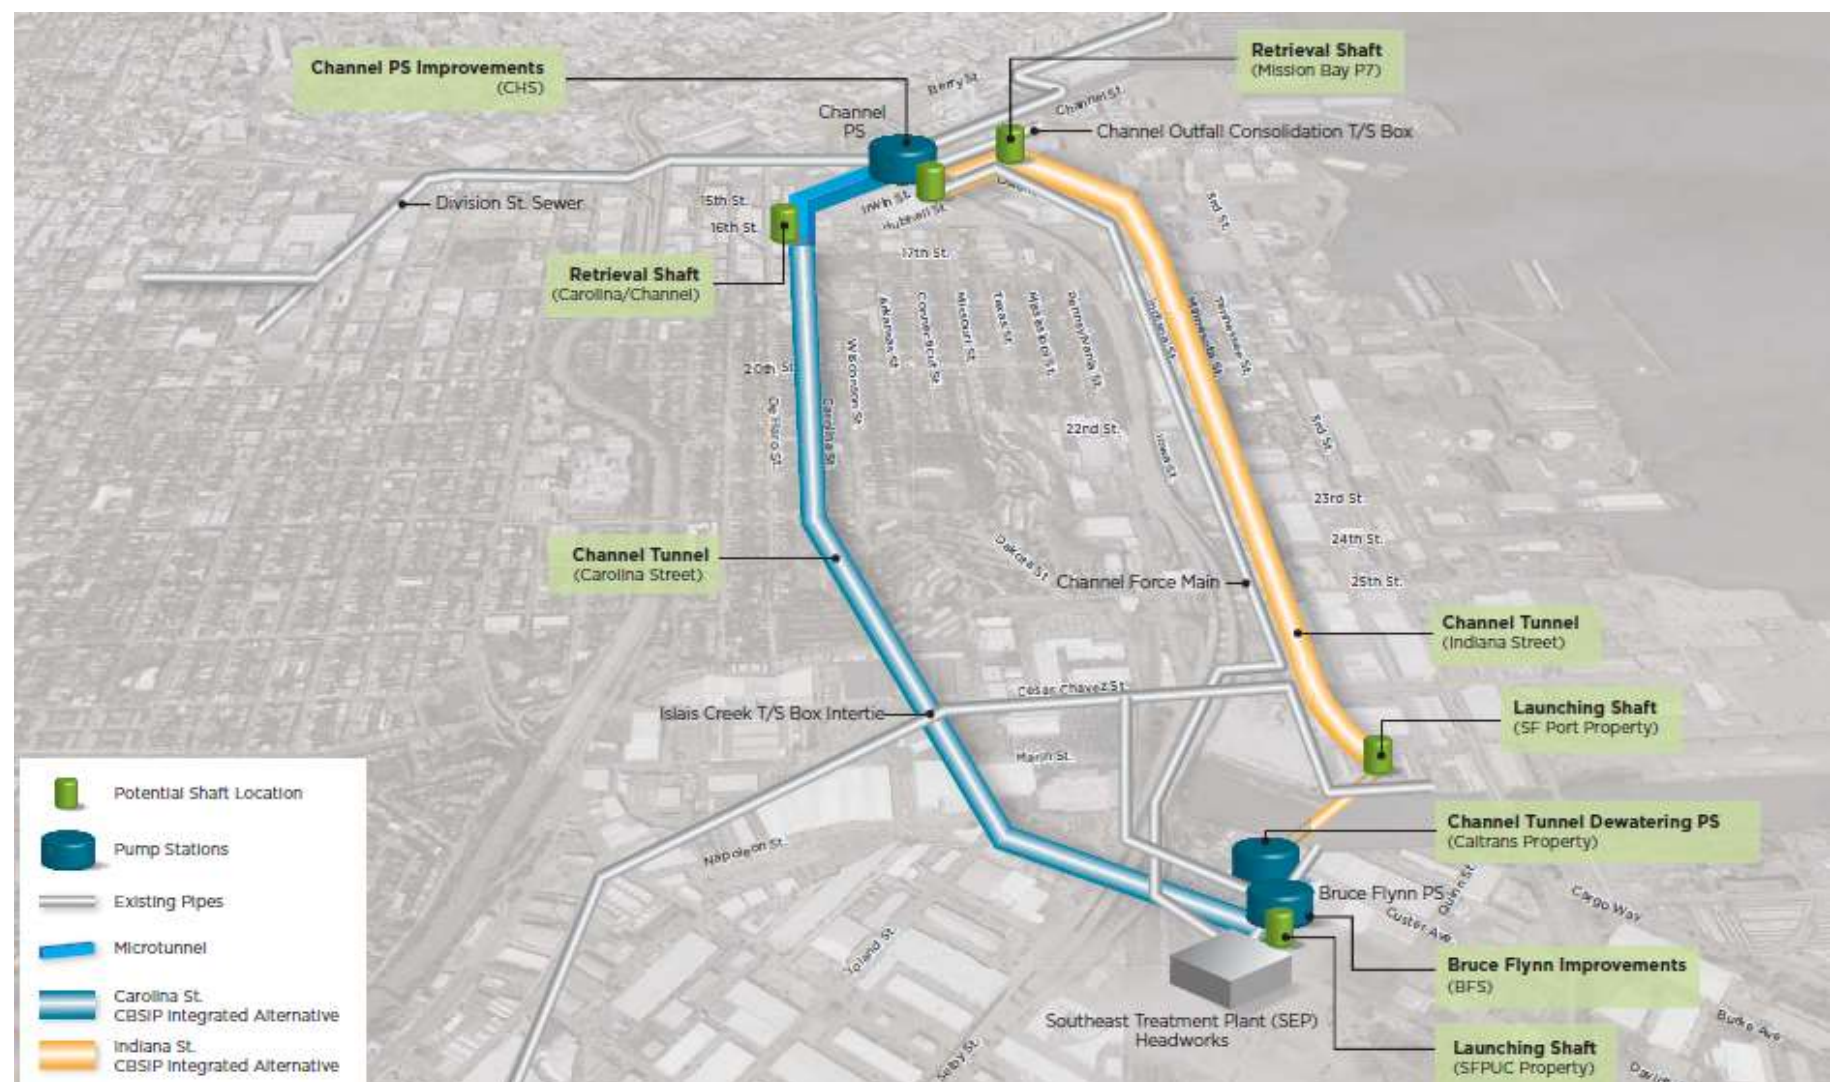 Channel PS Improvements
(CHS)
Retrieval Shaft
(Mission Bay P7)
Berry St.
Channel St.
Channel
PS
Channel Outfall Consolidation T/S Box
Division St. Sewer
15th St.
16th St.
Irwin St.
Hubbell St.
3rd St.
17th St.
Retrieval Shaft
(Carolina/Channel)
Arkansas St.
Connecticut St.
Missouri St.
Texas St.
Mississippi St.
Pennsylvania St.
Indiana St.
Minnesota St.
Tennessee St.
Wisconsin St.
20th St.
De Haro St.
Carolina St.
22nd St.
Iowa St.
3rd St.
23rd St.
24th St.
25th St.
Channel Tunnel
(Carolina Street)
Dakota St.
Channel Force Main
Channel Tunnel
(Indiana Street)
Cesar Chavez St.
Islais Creek T/S Box Intertie
Launching Shaft
(SF Port Property)
Marin St.
Napoleon St.
Channel Tunnel Dewatering PS
(Caltrans Property)
Bruce Flynn PS
Quint St.
Custer Ave
Cargo Way
Toland St.
Bruce Flynn Improvements
(BFS)
Southeast Treatment Plant (SEP)
Headworks
Burke Ave
Launching Shaft
(SFPUC Property)
Selby St.
Potential Shaft Location
Pump Stations
Existing Pipes
Microtunnel
Carolina St.
CBSIP Integrated Alternative
Indiana St.
CBSIP Integrated Alternative